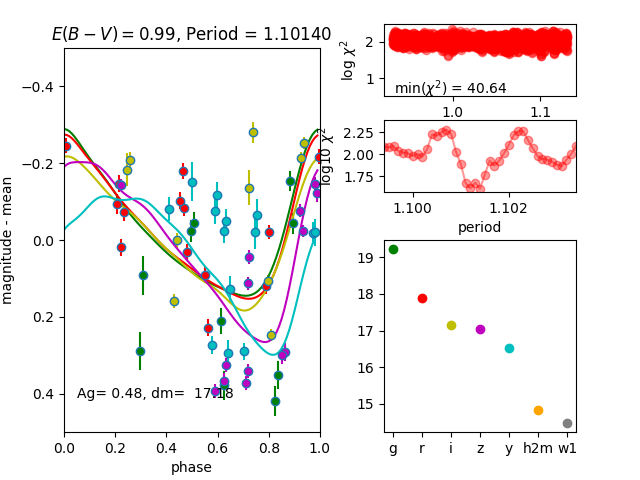 E(B − V) = 0.99, Period = 1.10140
magnitude - mean
−0.4
−0.2
0.0
0.2
0.4
Ag= 0.48, dm= 17.18
0.0 0.2 0.4 0.6 0.8 1.0
phase
log χ²
2
1
min(χ²) = 40.64
1.0 1.1
log10 χ²
2.25
2.00
1.75
1.100 1.102
period
19
18
17
16
15
g r i z y h2m w1